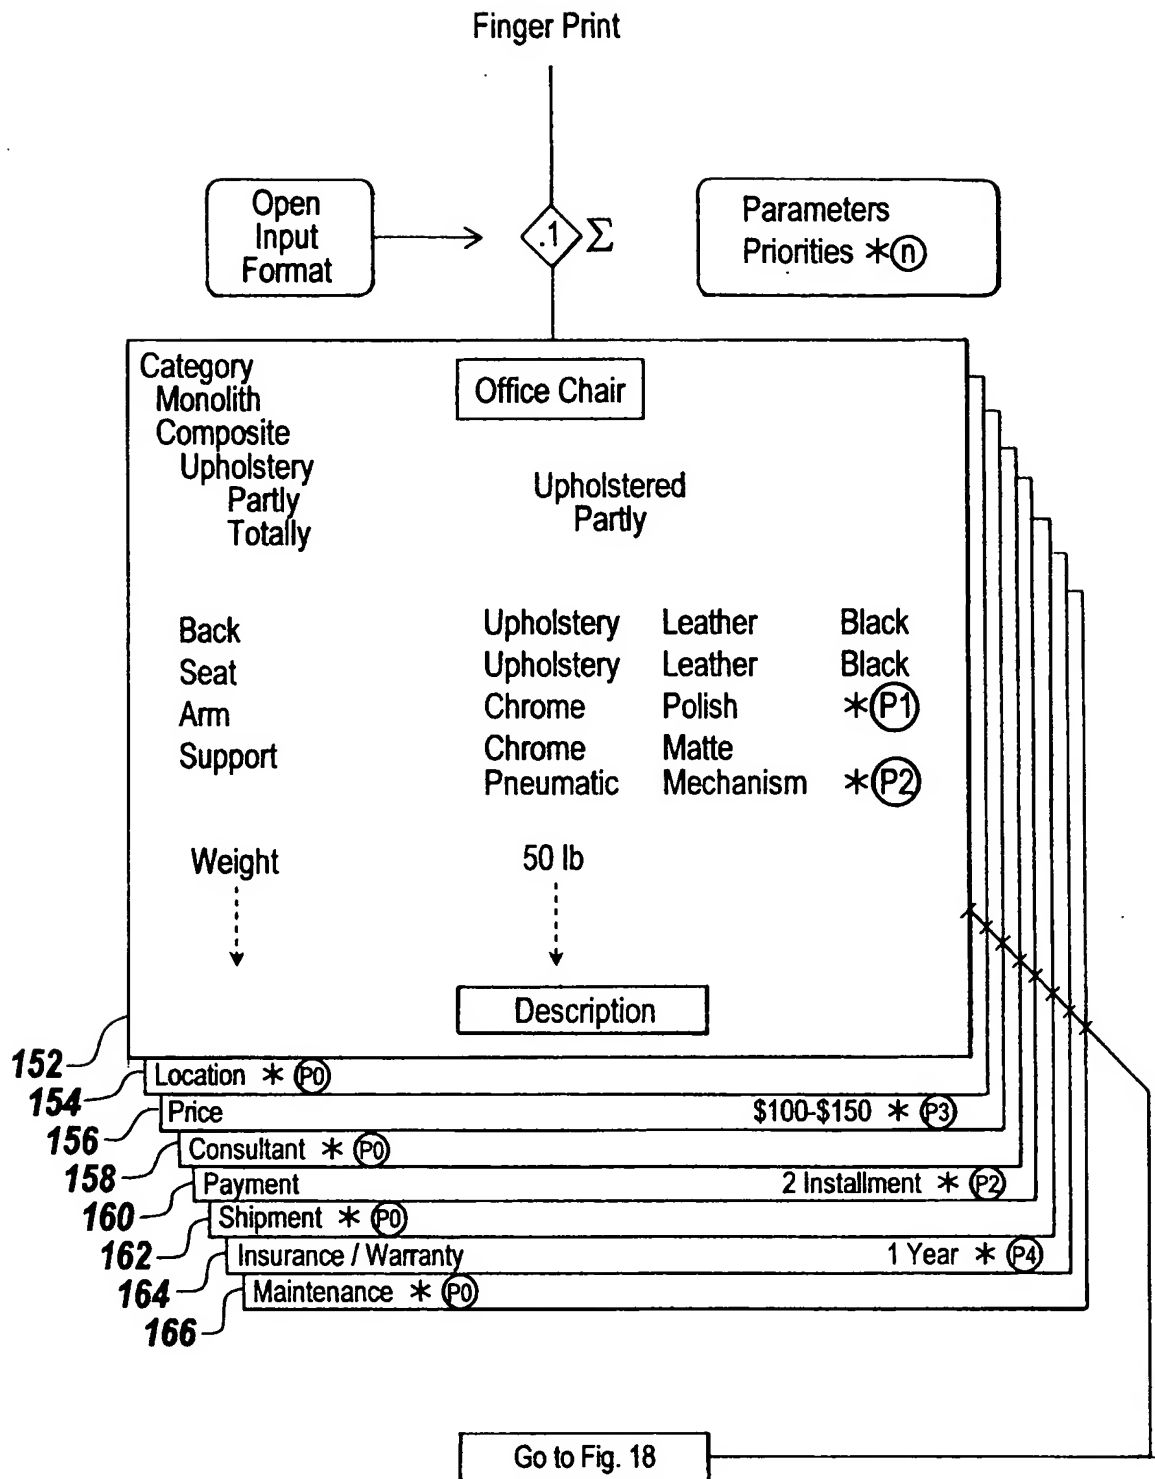 Finger Print
Open
Input
Format
.1 Σ
Parameters
Priorities *ⓝ
Category
Monolith
Composite
Upholstery
Partly
Totally
Office Chair
Upholstered
Partly
Back Upholstery Leather Black
Seat Upholstery Leather Black
Arm Chrome Polish * P1
Support Chrome Matte
Pneumatic Mechanism * P2
Weight 50 lb
Description
152
154 Location * P0
156 Price $100-$150 * P3
158 Consultant * P0
160 Payment 2 Installment * P2
162 Shipment * P0
164 Insurance / Warranty 1 Year * P4
166 Maintenance * P0
Go to Fig. 18